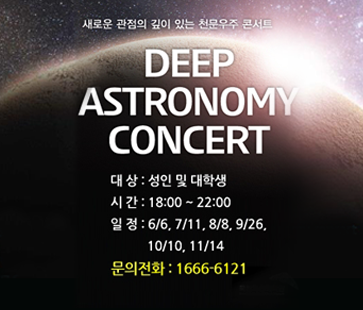 새로운 관점의 깊이 있는 천문우주 콘서트
DEEP
ASTRONOMY
CONCERT
대 상 : 성인 및 대학생
시 간 : 18:00 ~ 22:00
일 정 : 6/6, 7/11, 8/8, 9/26,
10/10, 11/14
문의전화 : 1666-6121